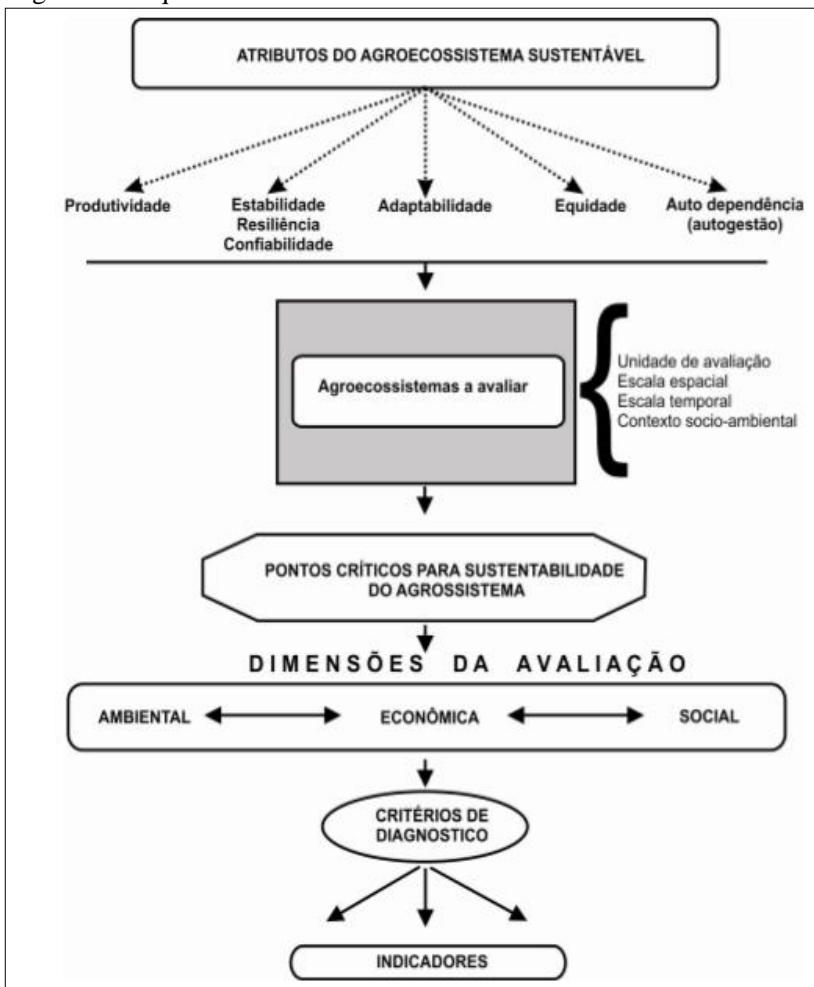 ATRIBUTOS DO AGROECOSSISTEMA SUSTENTÁVEL
Produtividade
Estabilidade
Resiliência
Confiabilidade
Adaptabilidade
Equidade
Auto dependência
(autogestão)
Agroecossistemas a avaliar
Unidade de avaliação
Escala espacial
Escala temporal
Contexto socio-ambiental
PONTOS CRÍTICOS PARA SUSTENTABILIDADE
DO AGROSSISTEMA
DIMENSÕES DA AVALIAÇÃO
AMBIENTAL ECONÔMICA SOCIAL
CRITÉRIOS DE
DIAGNOSTICO
INDICADORES